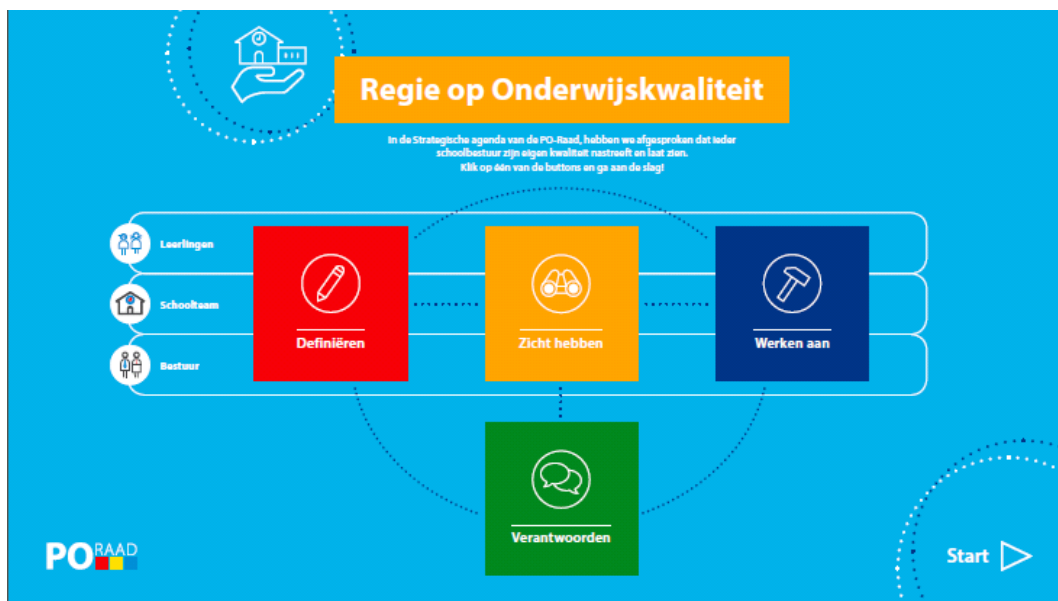 Regie op Onderwijskwaliteit
In de Strategische agenda van de PO-Raad, hebben we afgesproken dat ieder
schoolbestuur zijn eigen kwaliteit nastreeft en laat zien.
Klik op één van de buttons en ga aan de slag!
Leerlingen
Schoolteam
Bestuur
Definiëren
Zicht hebben
Werken aan
Verantwoorden
PO RAAD
Start